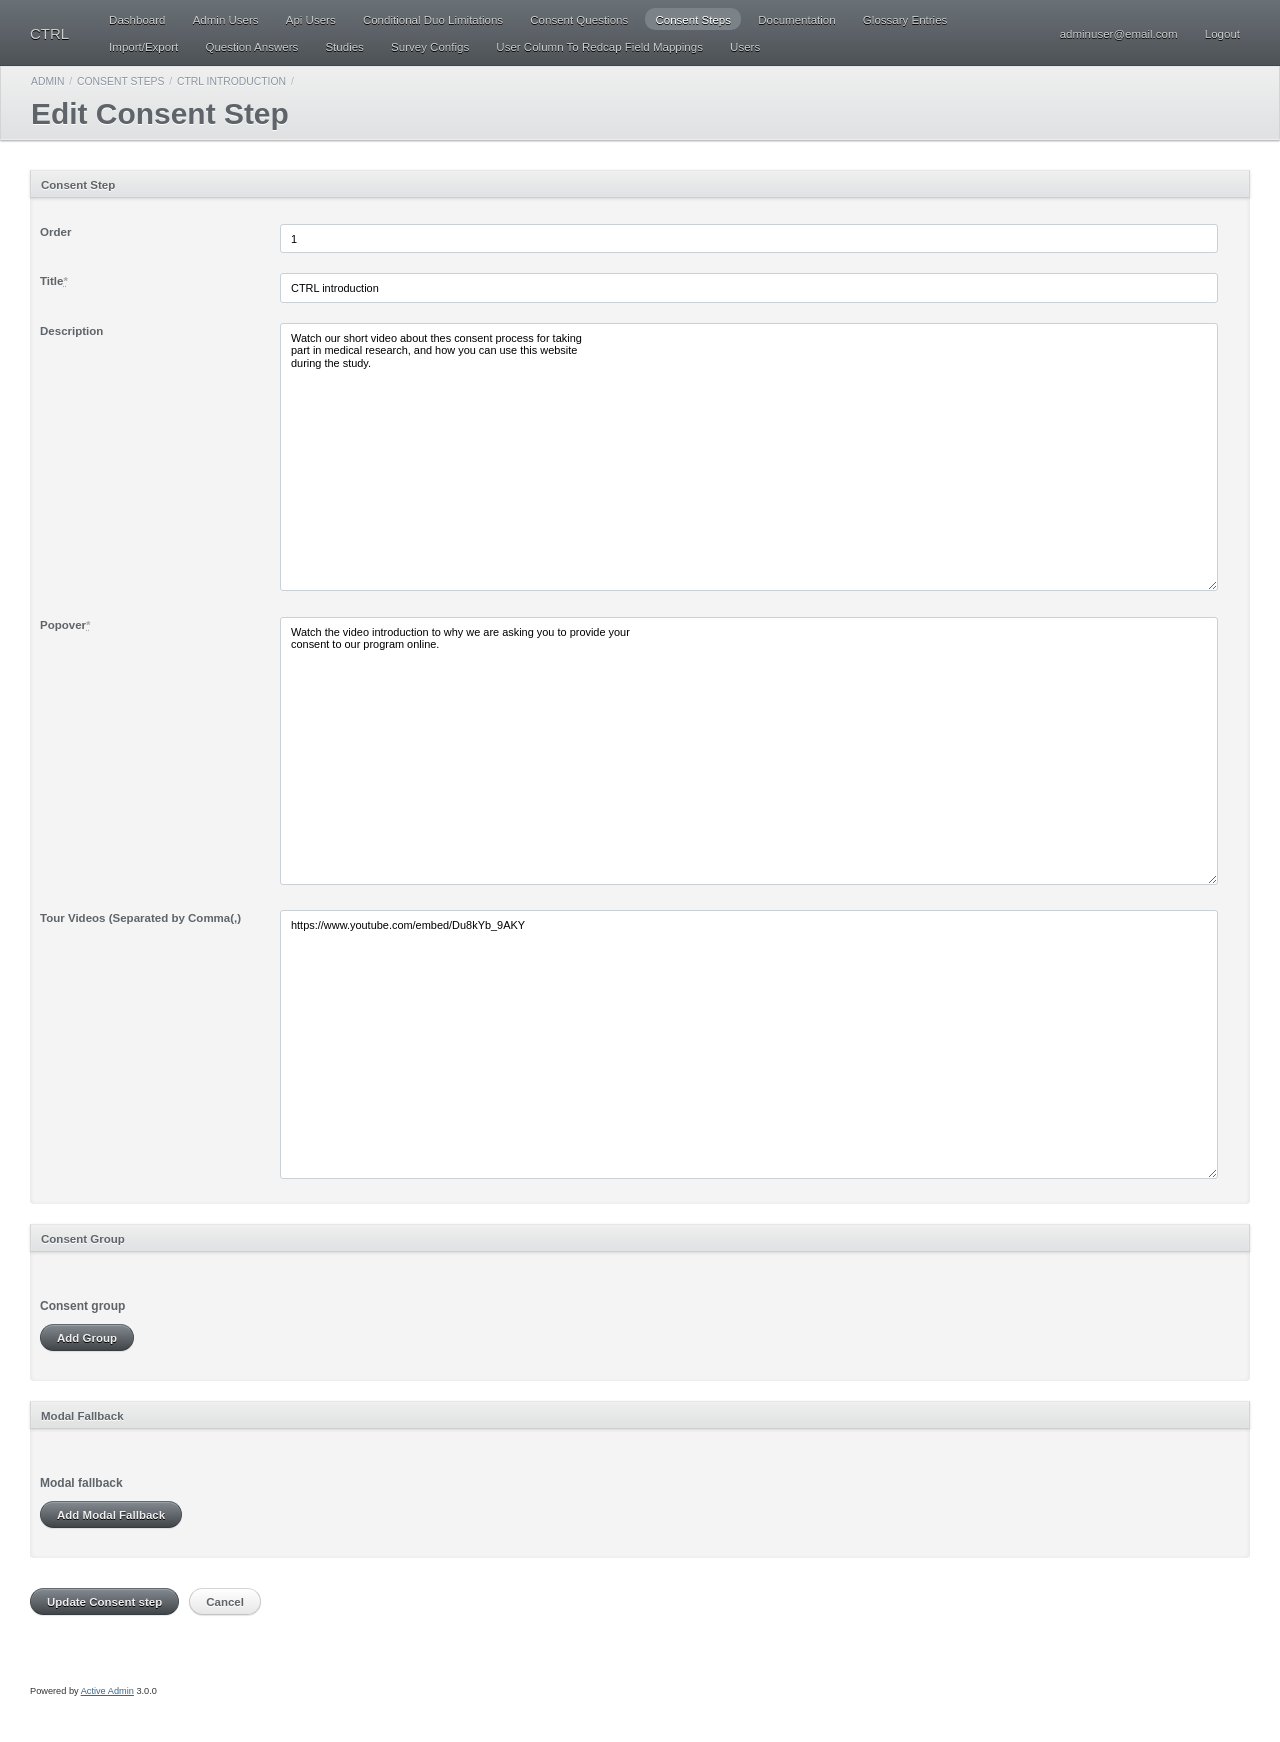 CTRL
Dashboard Admin Users Api Users Conditional Duo Limitations Consent Questions Consent Steps Documentation Glossary Entries
Import/Export Question Answers Studies Survey Configs User Column To Redcap Field Mappings Users
adminuser@email.com Logout
ADMIN / CONSENT STEPS / CTRL INTRODUCTION /
Edit Consent Step
Consent Step
Order
1
Title*
CTRL introduction
Description
Watch our short video about thes consent process for taking
part in medical research, and how you can use this website
during the study.
Popover*
Watch the video introduction to why we are asking you to provide your
consent to our program online.
Tour Videos (Separated by Comma(,)
https://www.youtube.com/embed/Du8kYb_9AKY
Consent Group
Consent group
Add Group
Modal Fallback
Modal fallback
Add Modal Fallback
Update Consent step Cancel
Powered by Active Admin 3.0.0